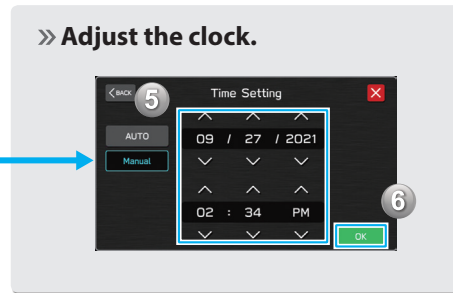 » Adjust the clock.
BACK 5 Time Setting
AUTO
09 / 27 / 2021
Manual
02 : 34 PM
6
OK